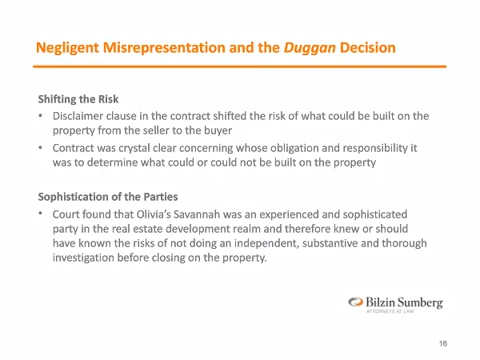 Negligent Misrepresentation and the Duggan Decision
Shifting the Risk
• Disclaimer clause in the contract shifted the risk of what could be built on the
property from the seller to the buyer
• Contract was crystal clear concerning whose obligation and responsibility it
was to determine what could or could not be built on the property
Sophistication of the Parties
• Court found that Olivia's Savannah was an experienced and sophisticated
party in the real estate development realm and therefore knew or should
have known the risks of not doing an independent, substantive and thorough
investigation before closing on the property.
Bilzin Sumberg
ATTORNEYS AT LAW
16